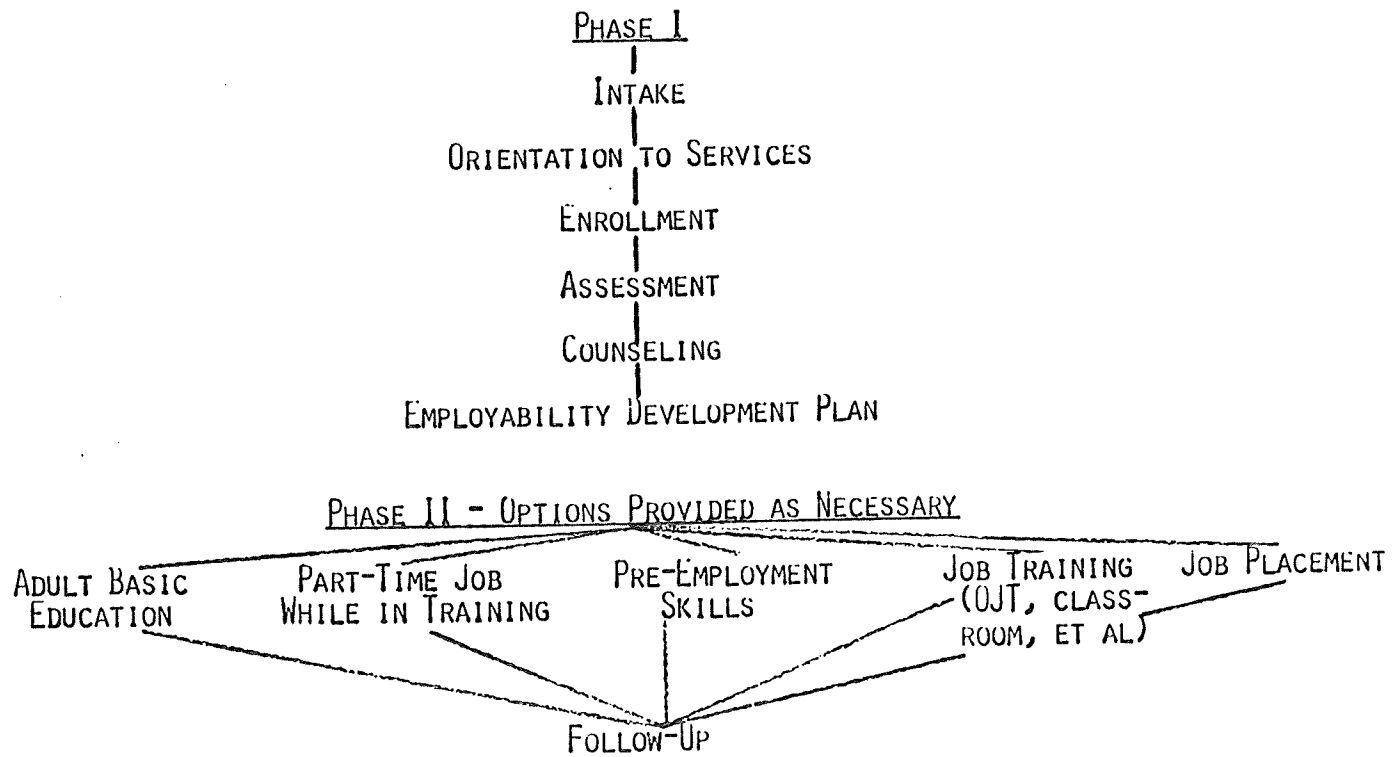 PHASE I
INTAKE
ORIENTATION TO SERVICES
ENROLLMENT
ASSESSMENT
COUNSELING
EMPLOYABILITY DEVELOPMENT PLAN
PHASE II - OPTIONS PROVIDED AS NECESSARY
ADULT BASIC
EDUCATION
PART-TIME JOB
WHILE IN TRAINING
PRE-EMPLOYMENT
SKILLS
JOB TRAINING
(OJT, CLASS-
ROOM, ET AL)
JOB PLACEMENT
FOLLOW-UP